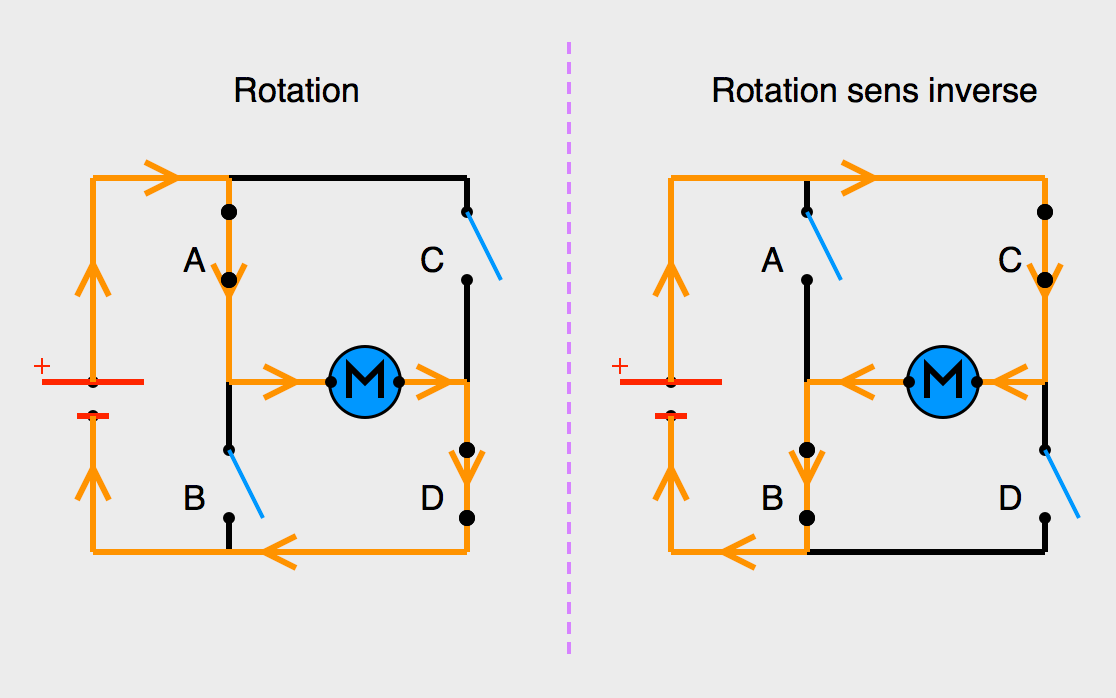 Rotation
Rotation sens inverse
A
C
A
C
+
M
+
M
B
D
B
D